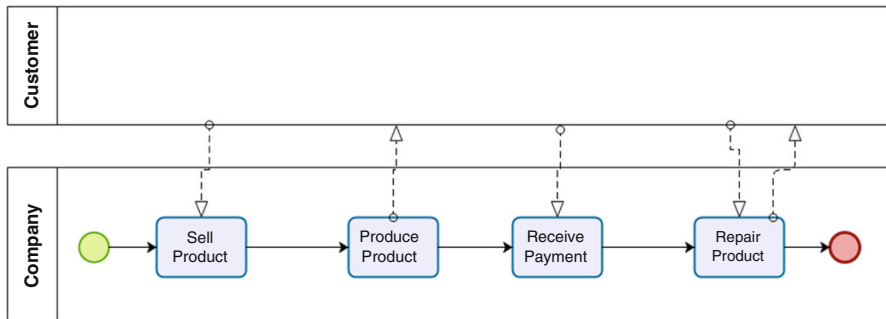 Customer
Company
Sell
Product
Produce
Product
Receive
Payment
Repair
Product